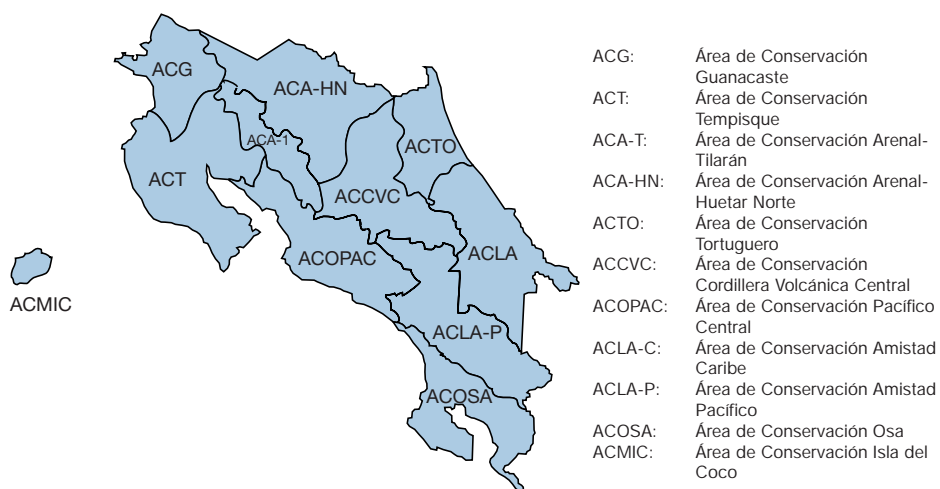 ACG
ACA-HN
ACA-1
ACTO
ACT
ACCVC
ACOPAC
ACLA
ACMIC
ACLA-P
ACOSA
ACG: Área de Conservación
Guanacaste
ACT: Área de Conservación
Tempisque
ACA-T: Área de Conservación Arenal-
Tilarán
ACA-HN: Área de Conservación Arenal-
Huetar Norte
ACTO: Área de Conservación
Tortuguero
ACCVC: Área de Conservación
Cordillera Volcánica Central
ACOPAC: Área de Conservación Pacífico
Central
ACLA-C: Área de Conservación Amistad
Caribe
ACLA-P: Área de Conservación Amistad
Pacífico
ACOSA: Área de Conservación Osa
ACMIC: Área de Conservación Isla del
Coco